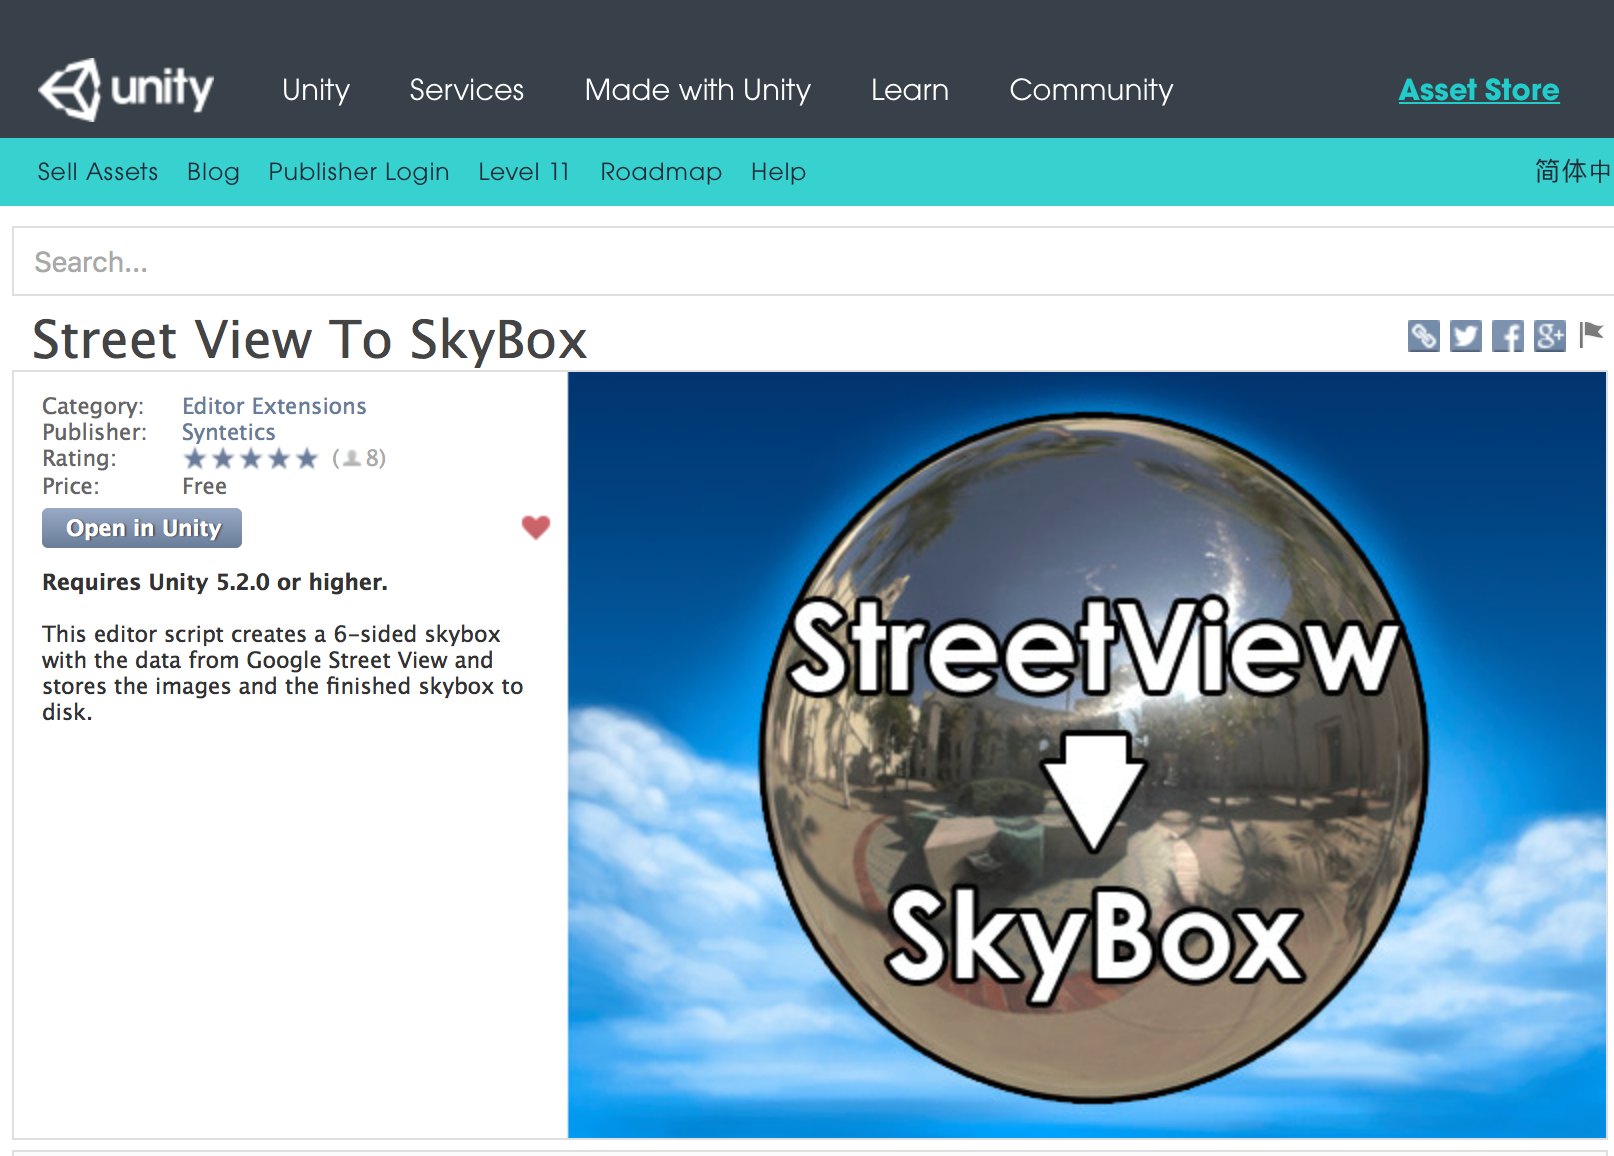 unity Unity Services Made with Unity Learn Community Asset Store
Sell Assets Blog Publisher Login Level 11 Roadmap Help 简体中
Search...
Street View To SkyBox
Category: Editor Extensions
Publisher: Syntetics
Rating: (8)
Price: Free
Open in Unity
Requires Unity 5.2.0 or higher.
This editor script creates a 6-sided skybox
with the data from Google Street View and
stores the images and the finished skybox to
disk.
StreetView
SkyBox